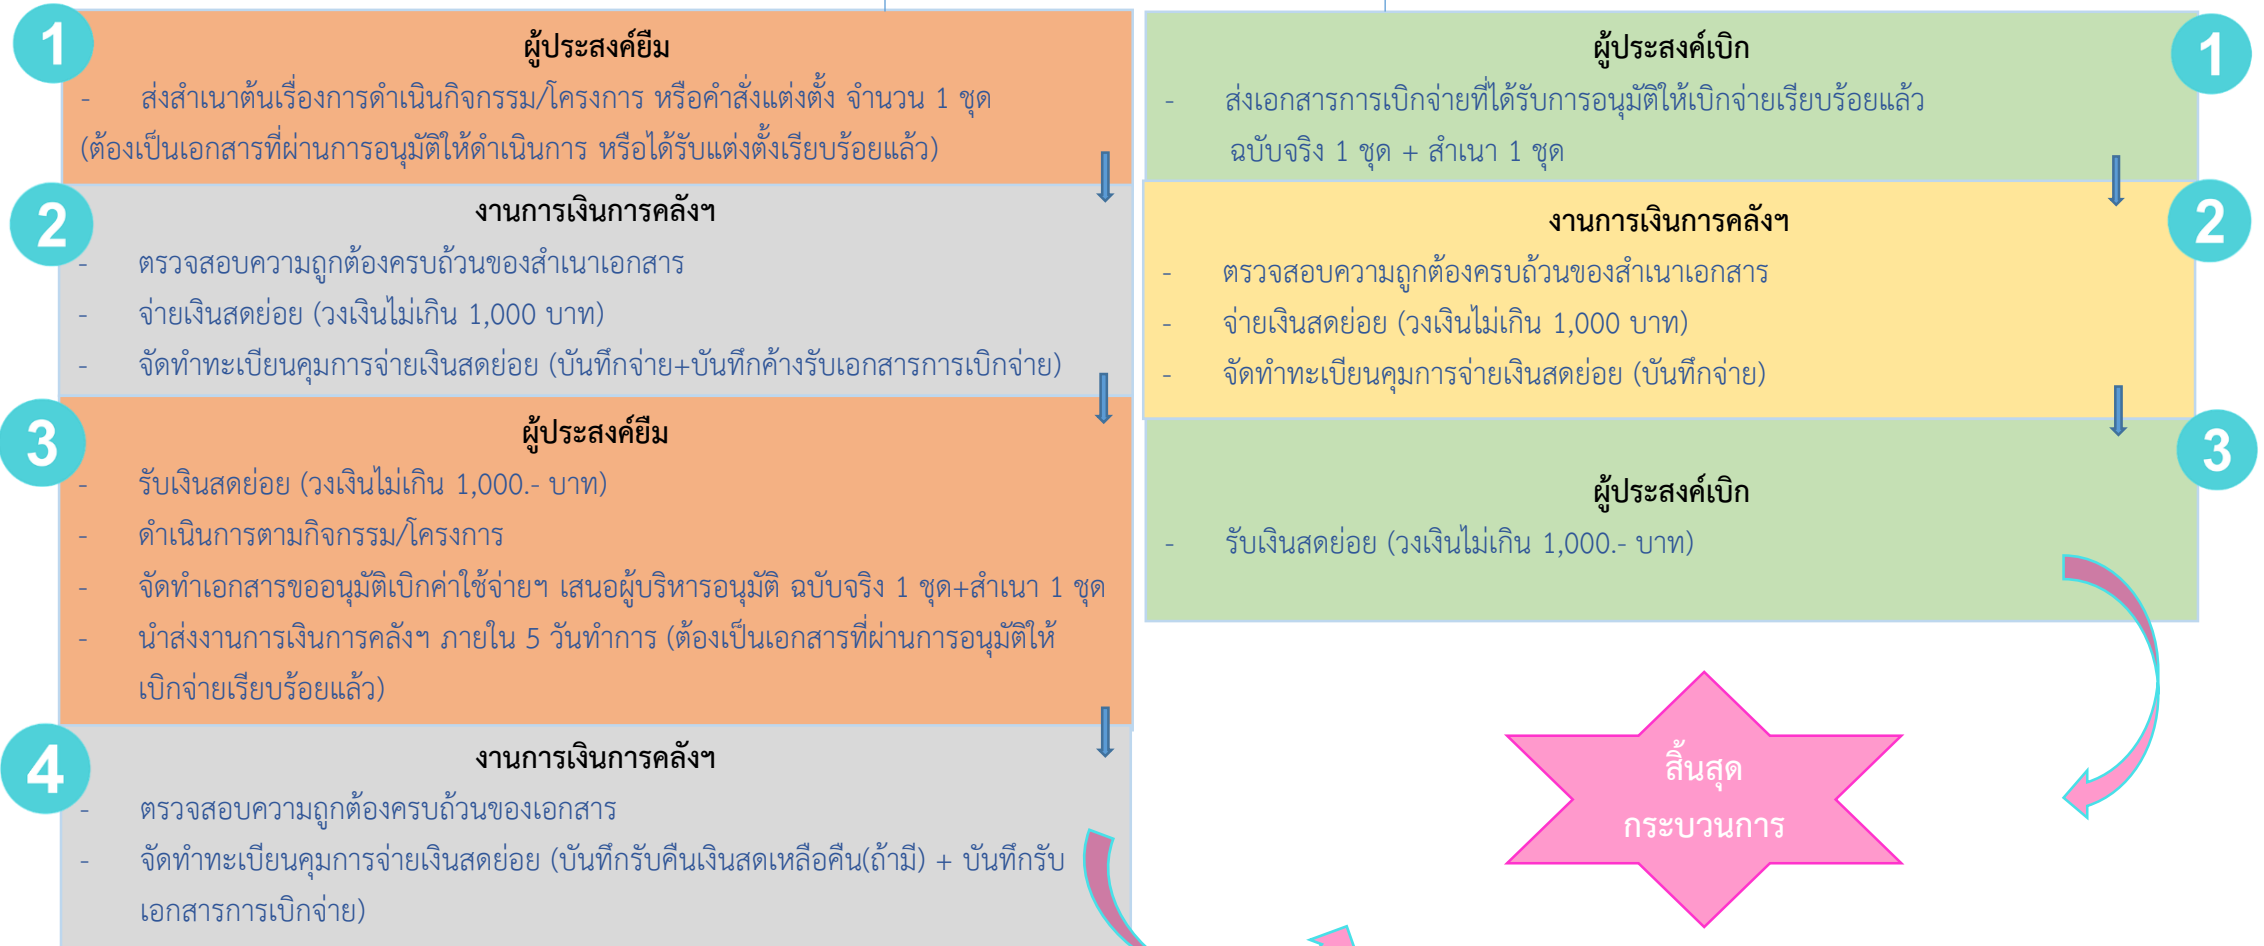 1
ผู้ประสงค์ยืม
- ส่งสำเนาต้นเรื่องการดำเนินกิจกรรม/โครงการ หรือคำสั่งแต่งตั้ง จำนวน 1 ชุด
(ต้องเป็นเอกสารที่ผ่านการอนุมัติให้ดำเนินการ หรือได้รับแต่งตั้งเรียบร้อยแล้ว)
2
งานการเงินการคลังฯ
- ตรวจสอบความถูกต้องครบถ้วนของสำเนาเอกสาร
- จ่ายเงินสดย่อย (วงเงินไม่เกิน 1,000 บาท)
- จัดทำทะเบียนคุมการจ่ายเงินสดย่อย (บันทึกจ่าย+บันทึกค้างรับเอกสารการเบิกจ่าย)
3
ผู้ประสงค์ยืม
- รับเงินสดย่อย (วงเงินไม่เกิน 1,000.- บาท)
- ดำเนินการตามกิจกรรม/โครงการ
- จัดทำเอกสารขออนุมัติเบิกค่าใช้จ่ายฯ เสนอผู้บริหารอนุมัติ ฉบับจริง 1 ชุด+สำเนา 1 ชุด
- นำส่งงานการเงินการคลังฯ ภายใน 5 วันทำการ (ต้องเป็นเอกสารที่ผ่านการอนุมัติให้
เบิกจ่ายเรียบร้อยแล้ว)
4
งานการเงินการคลังฯ
- ตรวจสอบความถูกต้องครบถ้วนของเอกสาร
- จัดทำทะเบียนคุมการจ่ายเงินสดย่อย (บันทึกรับคืนเงินสดเหลือคืน(ถ้ามี) + บันทึกรับ
เอกสารการเบิกจ่าย)
1
ผู้ประสงค์เบิก
- ส่งเอกสารการเบิกจ่ายที่ได้รับการอนุมัติให้เบิกจ่ายเรียบร้อยแล้ว
ฉบับจริง 1 ชุด + สำเนา 1 ชุด
2
งานการเงินการคลังฯ
- ตรวจสอบความถูกต้องครบถ้วนของสำเนาเอกสาร
- จ่ายเงินสดย่อย (วงเงินไม่เกิน 1,000 บาท)
- จัดทำทะเบียนคุมการจ่ายเงินสดย่อย (บันทึกจ่าย)
3
ผู้ประสงค์เบิก
- รับเงินสดย่อย (วงเงินไม่เกิน 1,000.- บาท)
สิ้นสุด
กระบวนการ